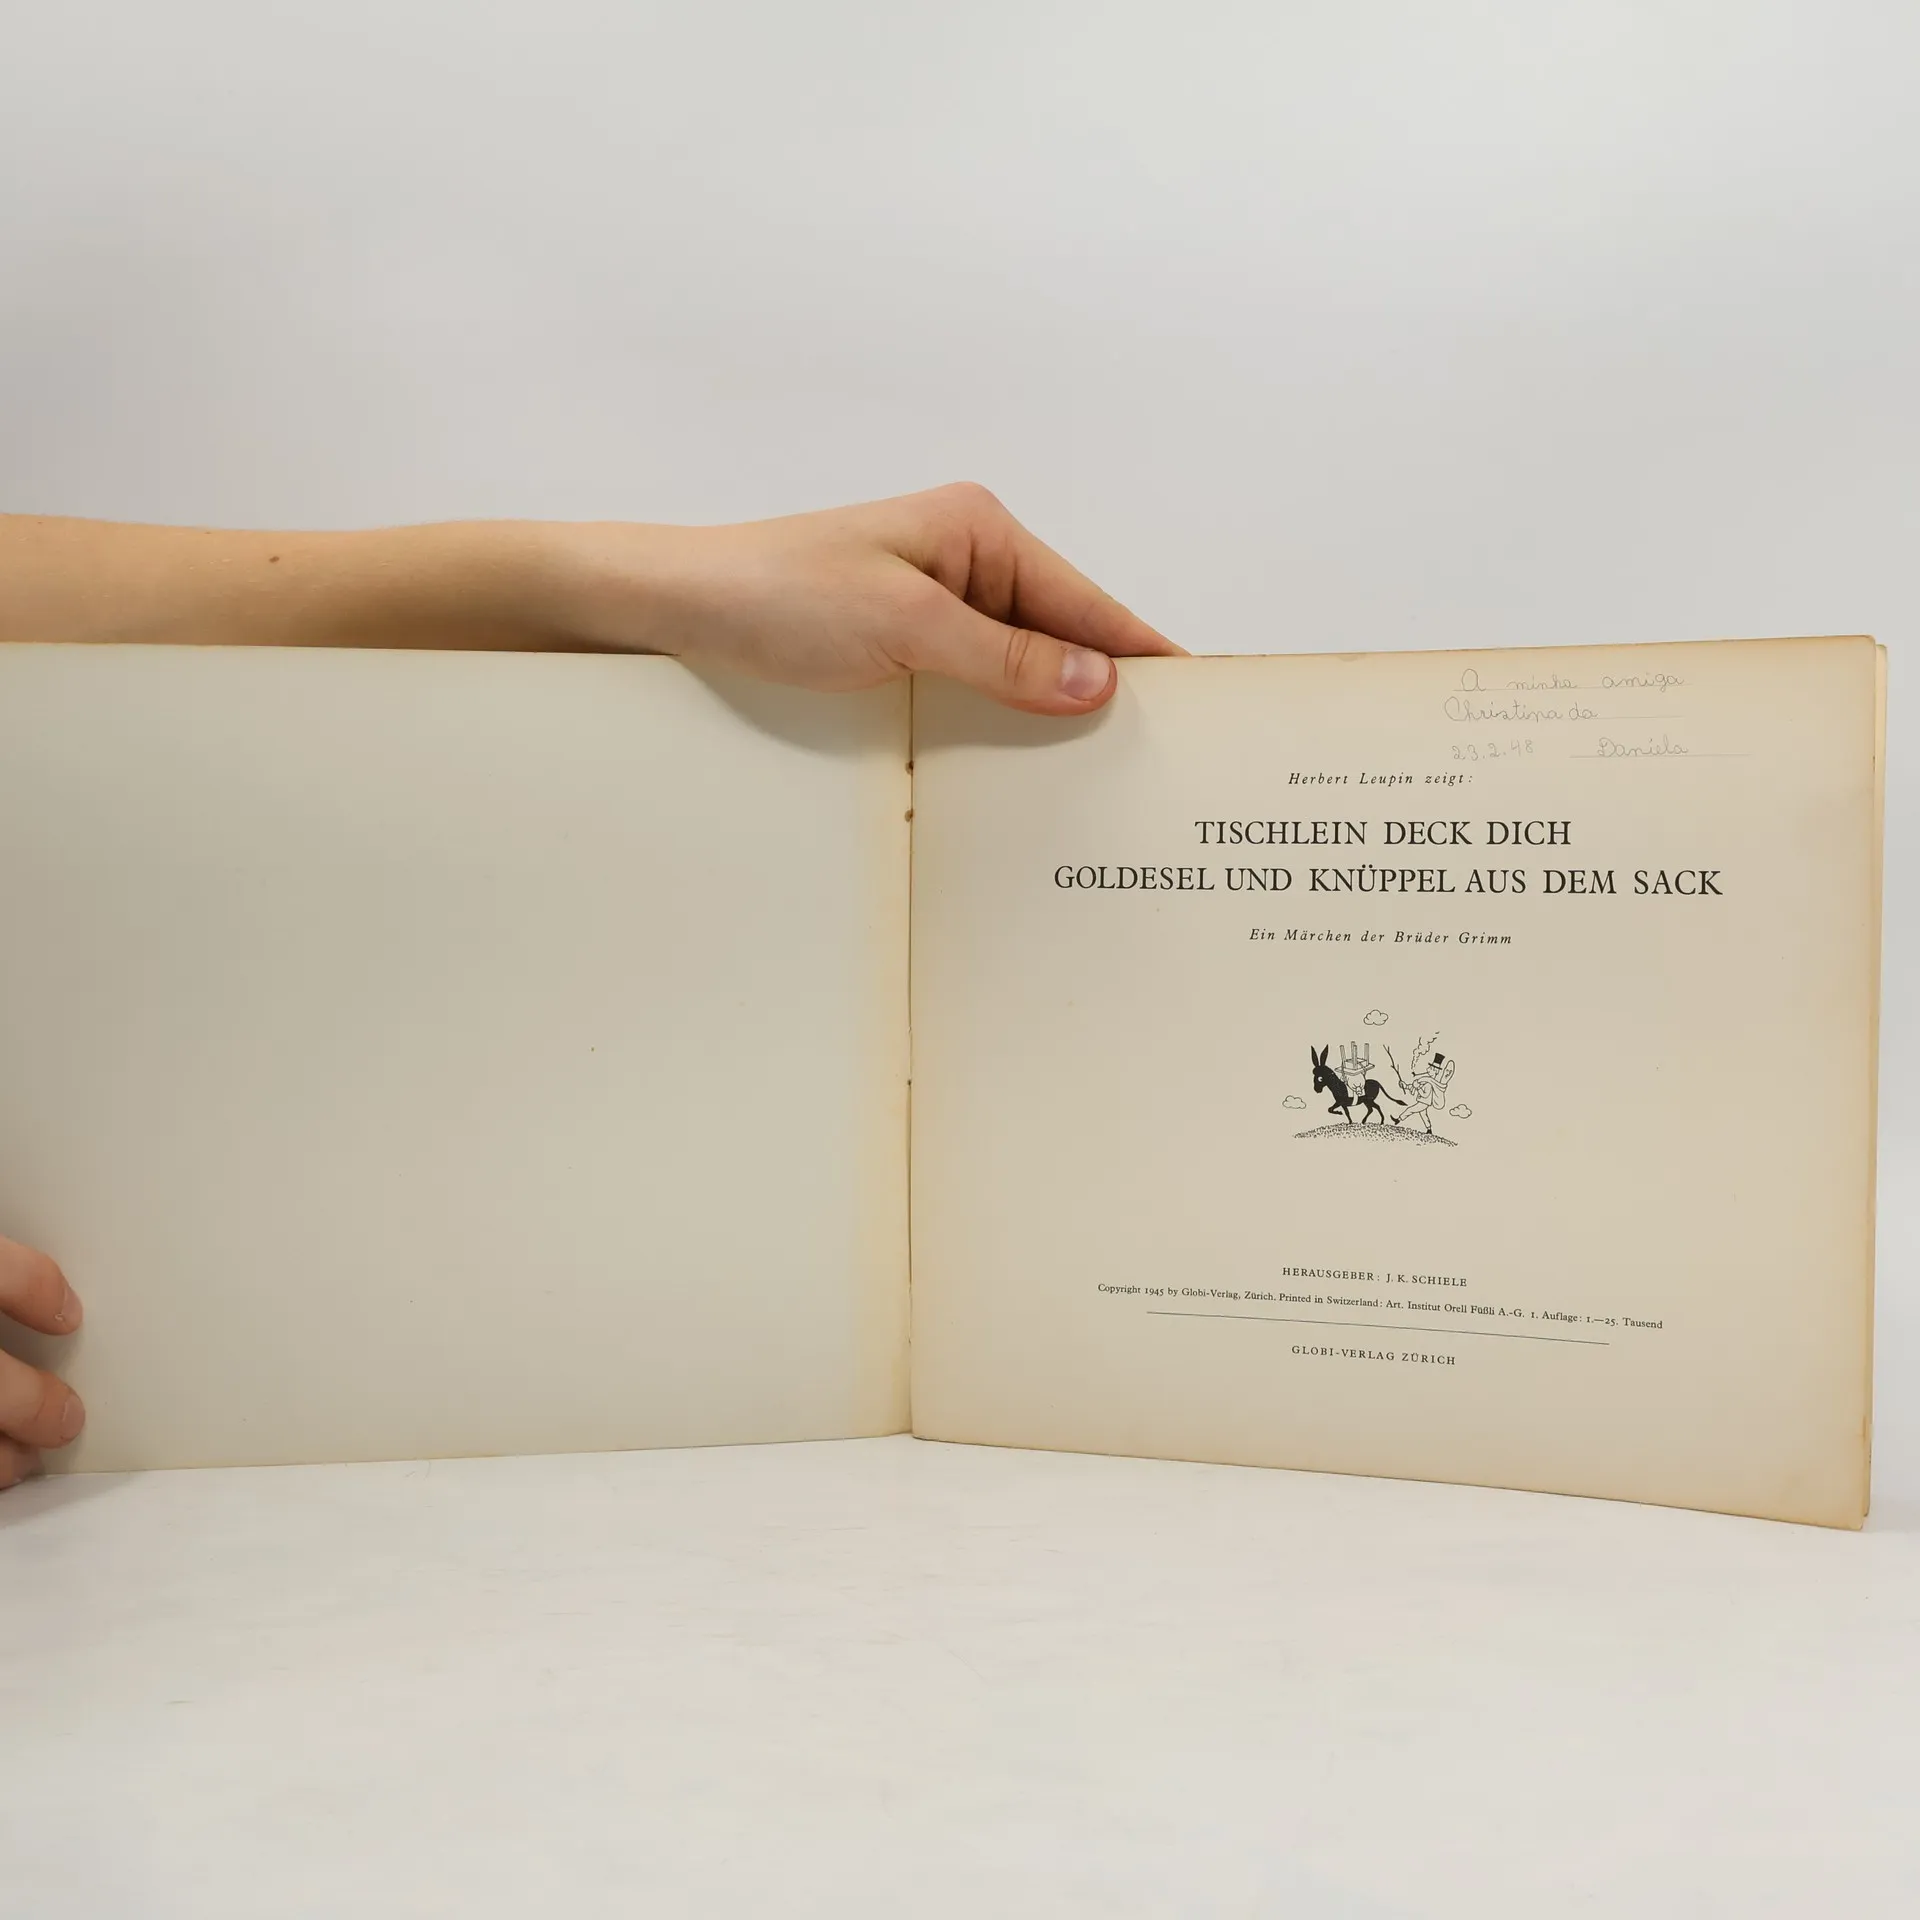 A minha amiga
Christina da
23.2.48 Daniela
Herbert Leupin zeigt:
TISCHLEIN DECK DICH
GOLDESEL UND KNÜPPEL AUS DEM SACK
Ein Märchen der Brüder Grimm
HERAUSGEBER: J. K. SCHIELE
Copyright 1945 by Globi-Verlag, Zürich. Printed in Switzerland: Art. Institut Orell Füßli A.-G. 1. Auflage: 1.—25. Tausend
GLOBI-VERLAG ZÜRICH